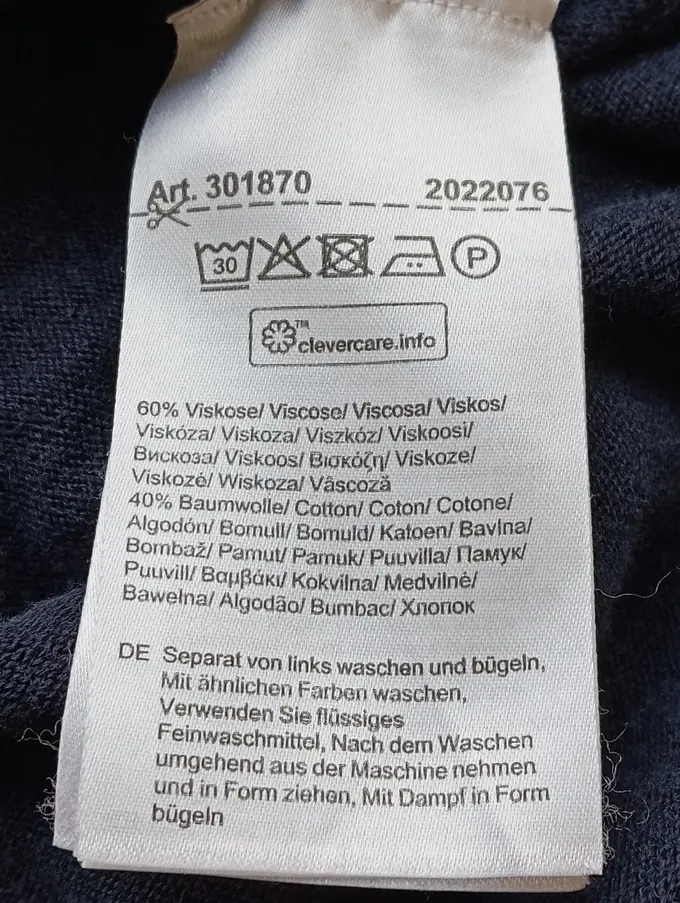 Art. 301870 2022076
30 P
™ clevercare.info
60% Viskose/ Viscose/ Viscosa/ Viskos/
Viskóza/ Viskoza/ Viszkóz/ Viskoosi/
Вискоза/ Viskoos/ Βισκόζη/ Viskoze/
Viskozė/ Wiskoza/ Vâscoză
40% Baumwolle/ Cotton/ Coton/ Cotone/
Algodón/ Bomull/ Bomuld/ Katoen/ Bavlna/
Bombaž/ Pamut/ Pamuk/ Puuvilla/ Памук/
Puuvill/ Βαμβάκι/ Kokvilna/ Medvilnė/
Bawełna/ Algodão/ Bumbac/ Хлопок
DE Separat von links waschen und bügeln,
Mit ähnlichen Farben waschen,
Verwenden Sie flüssiges
Feinwaschmittel, Nach dem Waschen
umgehend aus der Maschine nehmen
und in Form ziehen, Mit Dampf in Form
bügeln